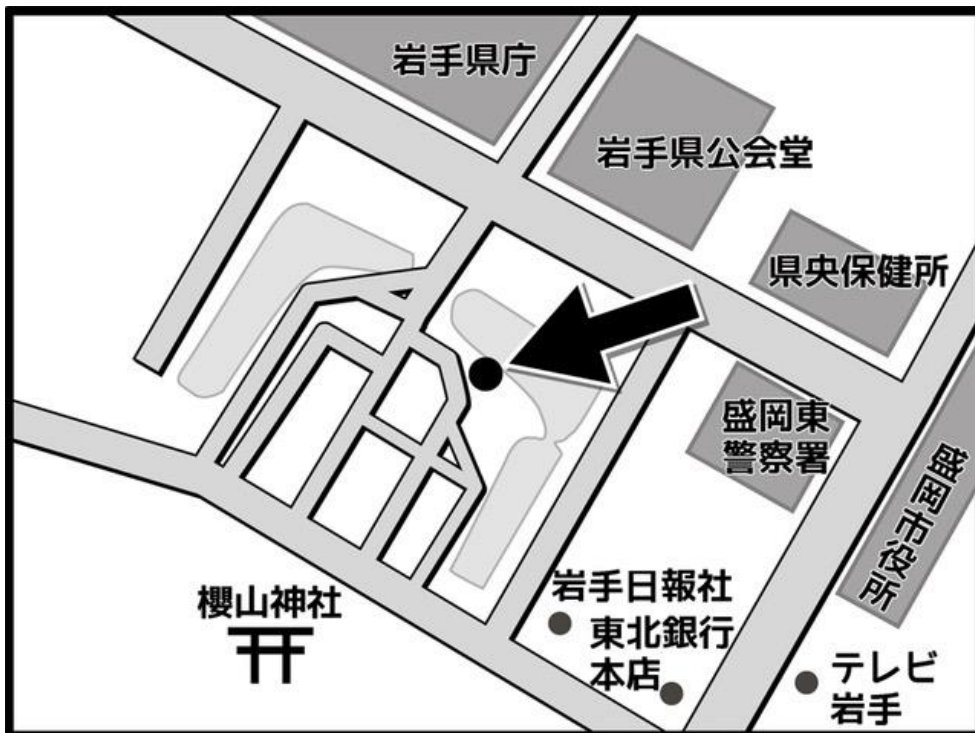 岩手県庁
岩手県公会堂
県央保健所
盛岡東
警察署
盛岡市役所
岩手日報社
東北銀行
本店
櫻山神社
テレビ
岩手